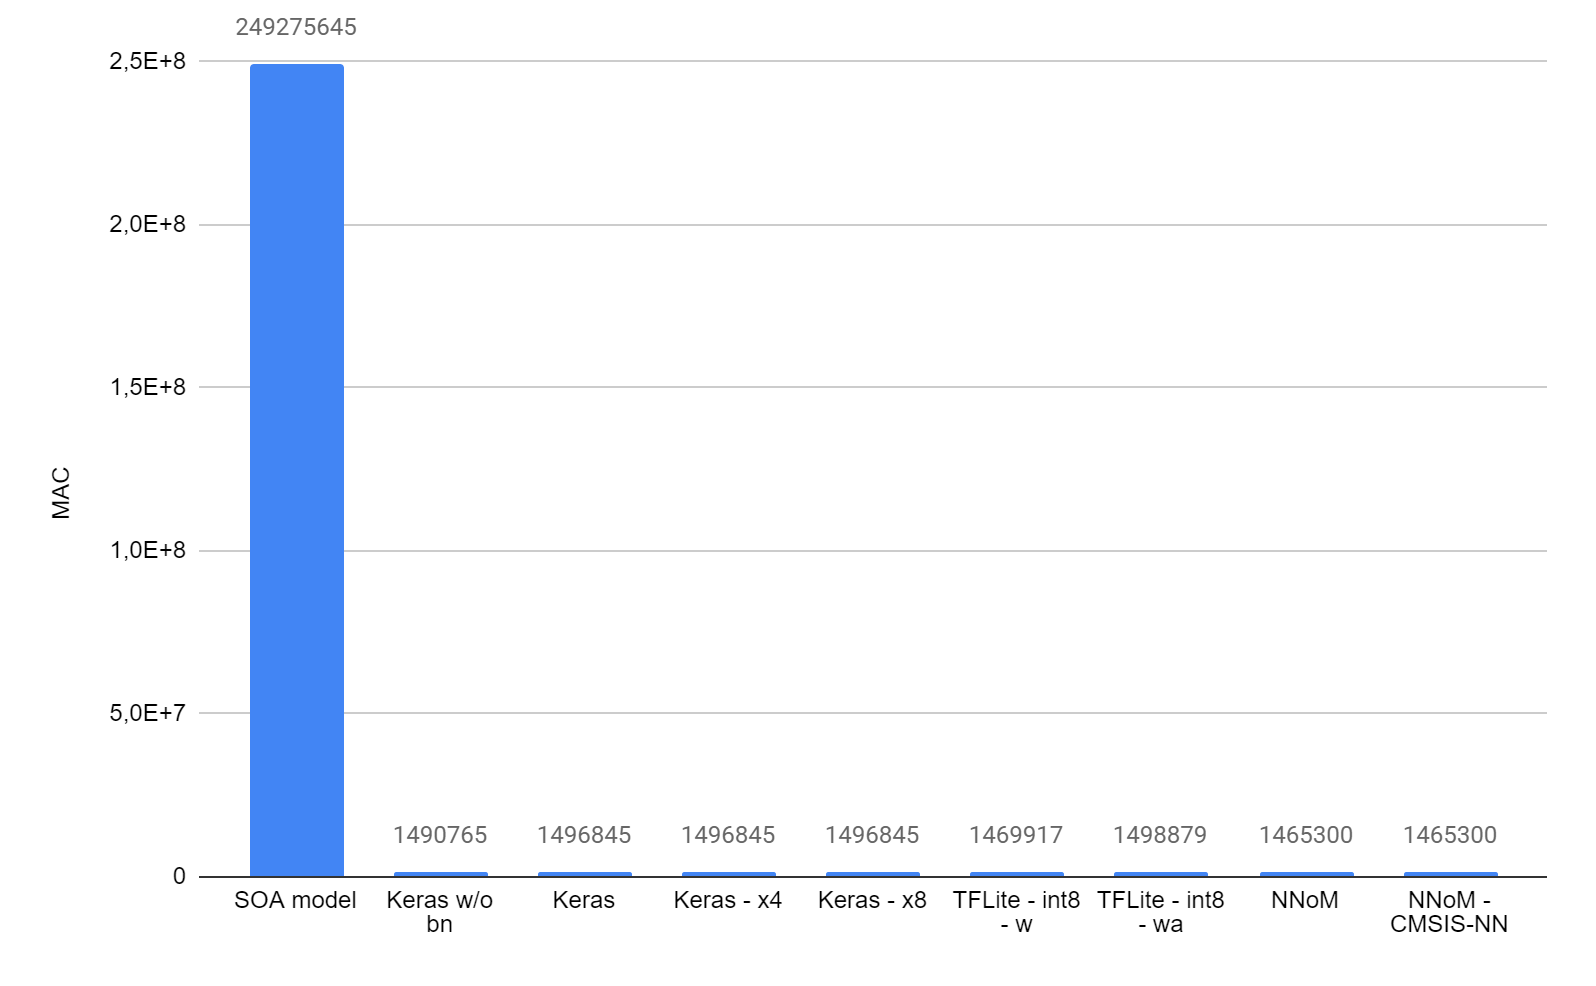 249275645
2,5E+8
2,0E+8
1,5E+8
1,0E+8
5,0E+7
0
MAC
1490765
1496845
1496845
1496845
1469917
1498879
1465300
1465300
SOA model
Keras w/o
bn
Keras
Keras - x4
Keras - x8
TFLite - int8
- w
TFLite - int8
- wa
NNoM
NNoM -
CMSIS-NN